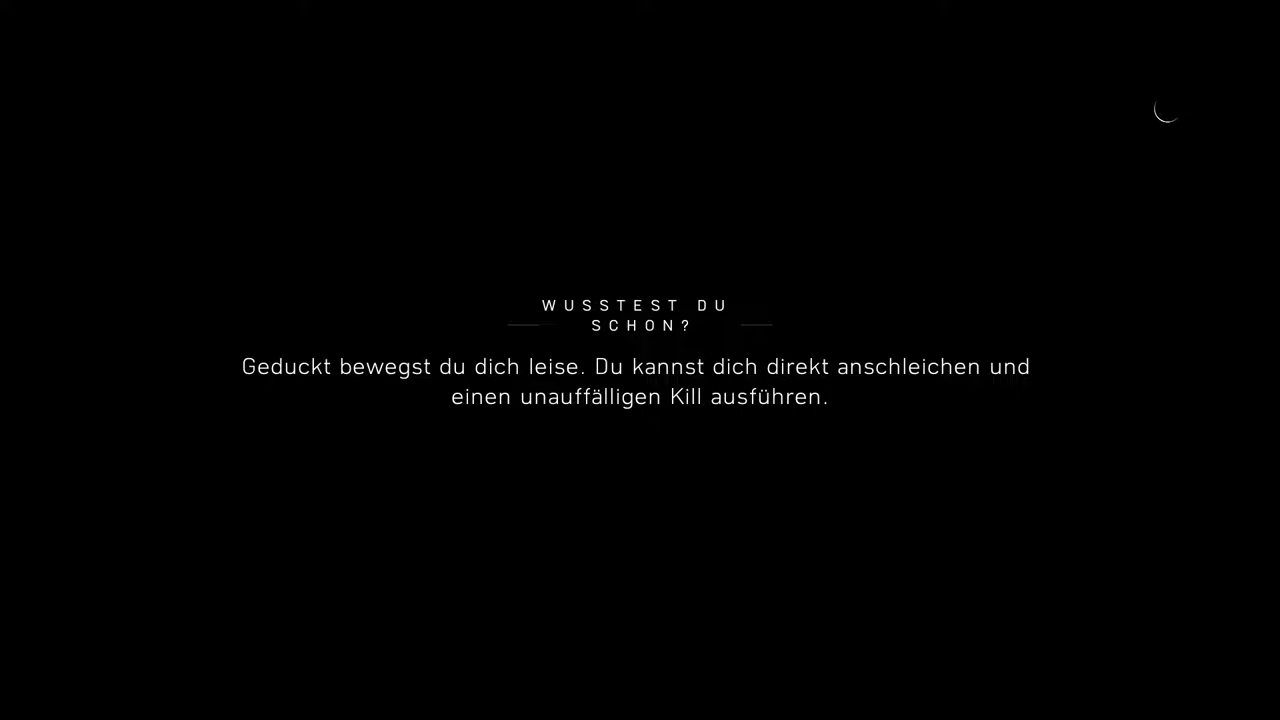 WUSSTEST DU
SCHON?
Geduckt bewegst du dich leise. Du kannst dich direkt anschleichen und
einen unauffälligen Kill ausführen.